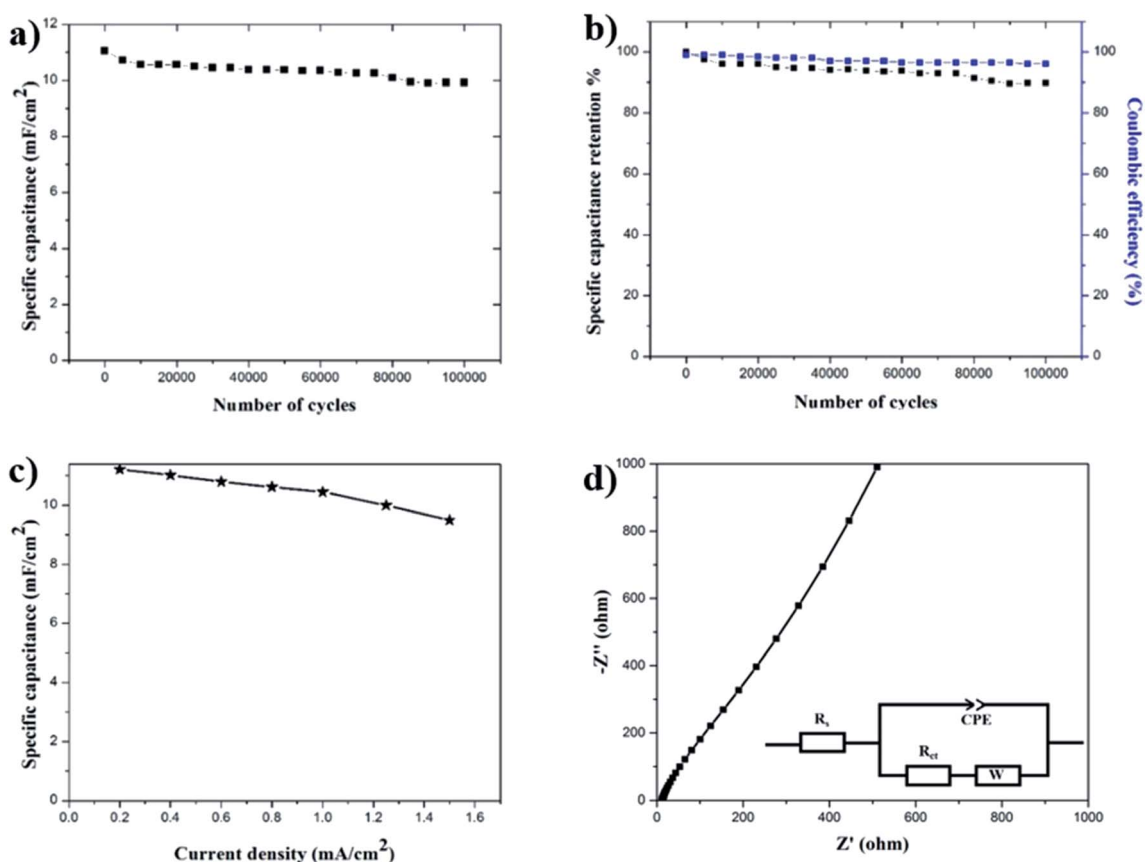 a)
12
10
8
6
4
2
0
Specific capacitance (mF/cm²)
0 20000 40000 60000 80000 100000
Number of cycles
b)
100
80
60
40
20
0
Specific capacitance retention %
100
80
60
40
20
0
Coulombic efficiency (%)
0 20000 40000 60000 80000 100000
Number of cycles
c)
10
8
6
4
2
0
Specific capacitance (mF/cm²)
0.0 0.2 0.4 0.6 0.8 1.0 1.2 1.4 1.6
Current density (mA/cm²)
d)
1000
800
600
400
200
0
-Z'' (ohm)
Rs
CPE
Rct
W
0 200 400 600 800 1000
Z' (ohm)